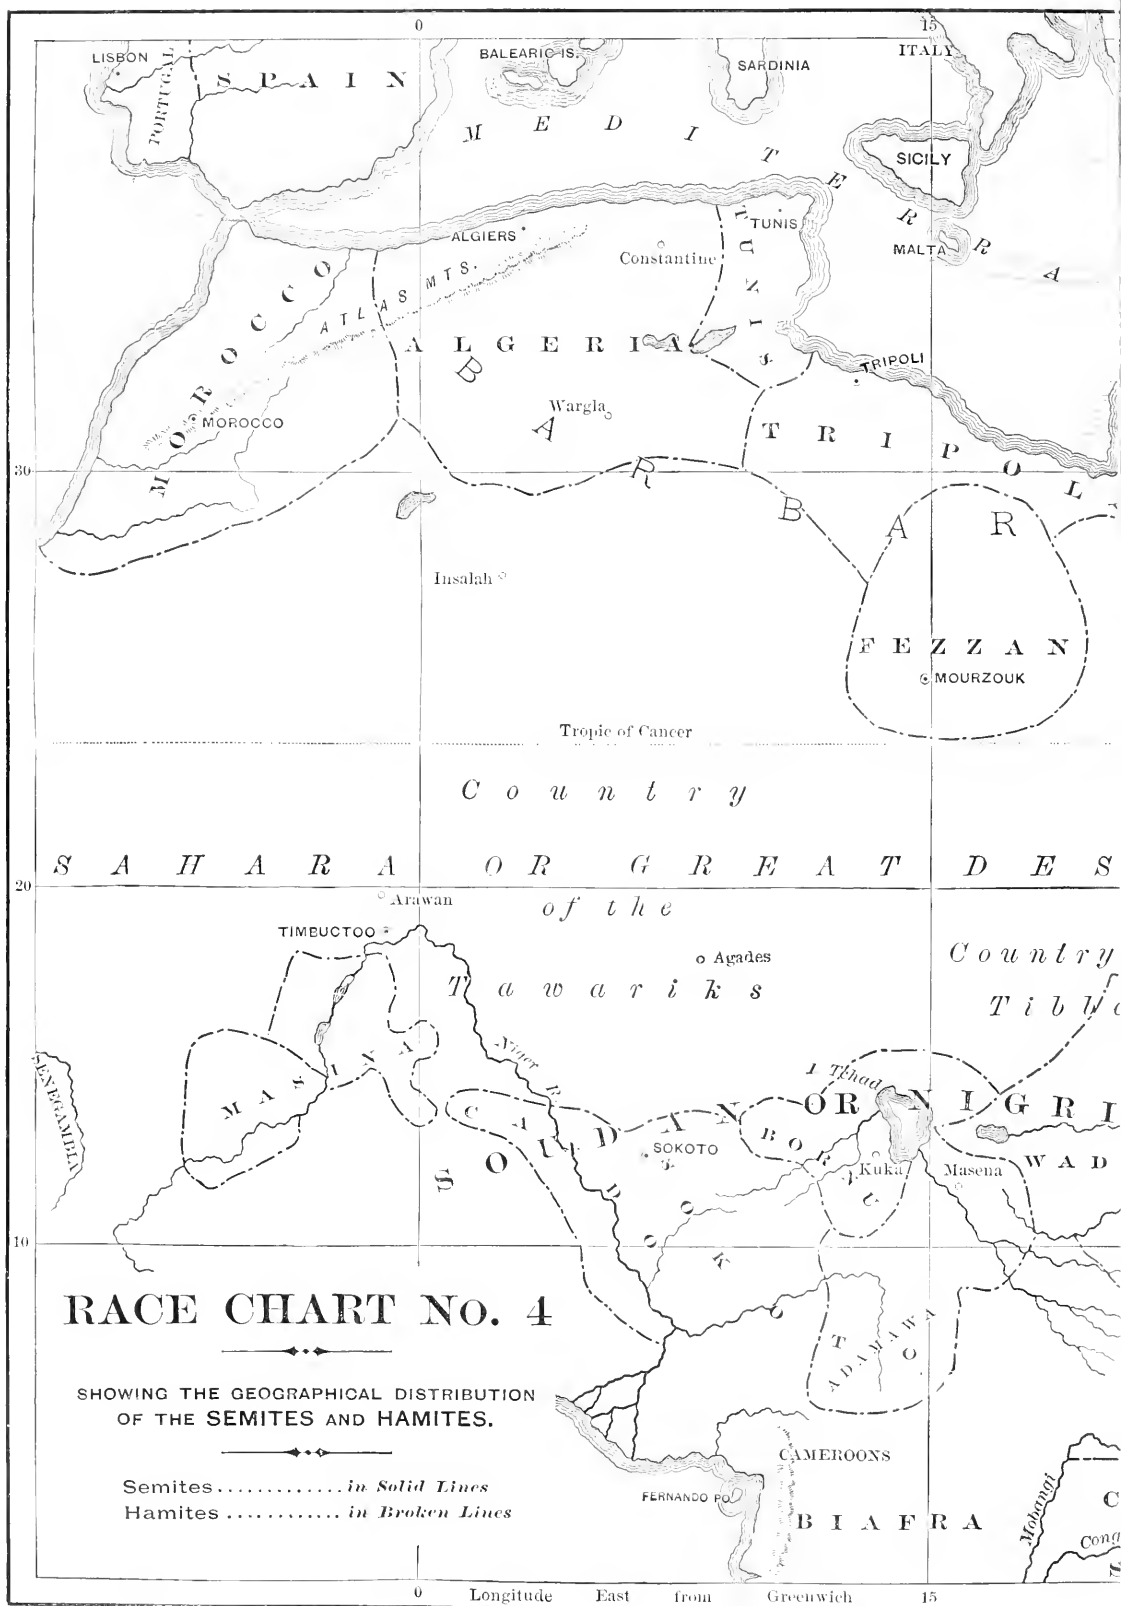 0 15
LISBON
PORTUGAL
SPAIN
BALEARIC IS.
SARDINIA
ITALY
MEDITERRA
SICILY
MALTA
TUNIS
TUNIS
ALGIERS
Constantine
MOROCCO
ATLAS MTS.
ALGERIA
TRIPOLI
Wargla
MOROCCO
BARBAR
TRIPOLI
30
Insalah
FEZZAN
MOURZOUK
Tropic of Cancer
Country
SAHARA OR GREAT DES
20
Arawan
of the
TIMBUCTOO
Agades
Country
Tawariks
Tibb
Niger R.
MASINA
SENEGAMBIA
L Tchad
SOUDAN OR NIGRI
GANDO
SOKOTO
BORNU
Kuka
Masena
WAD
SOKOTO
10
ADAMAWA
RACE CHART No. 4
SHOWING THE GEOGRAPHICAL DISTRIBUTION
OF THE SEMITES AND HAMITES.
Semites.............in Solid Lines
Hamites ............ in Broken Lines
CAMEROONS
FERNANDO PO
BIAFRA
Mobangi
C
Cong
S
0 Longitude East from Greenwich 15